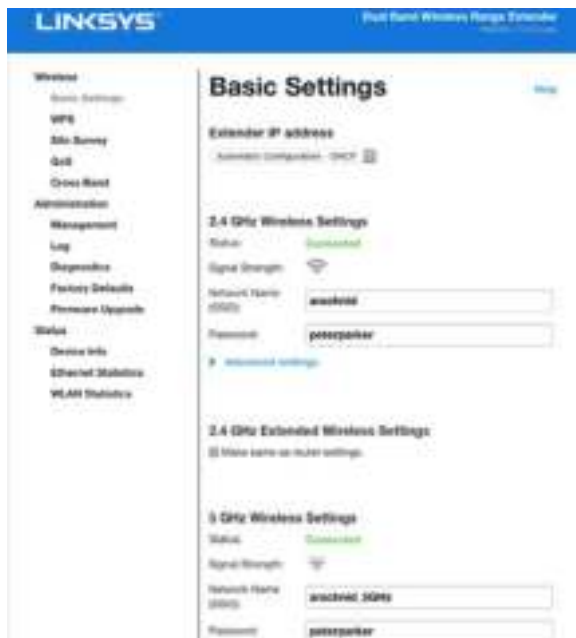 LINKSYS
Dual Band Wireless Range Extender
Wireless
Basic Settings
WPS
Site Survey
QoS
Cross Band
Administration
Management
Log
Diagnostics
Factory Defaults
Firmware Upgrade
Status
Device Info
Ethernet Statistics
WLAN Statistics
Basic Settings
Help
Extender IP address
Automatic Configuration - DHCP
2.4 GHz Wireless Settings
Status: Connected
Signal Strength:
Network Name
(SSID):
arachnid
Password:
peterparker
Advanced settings
2.4 GHz Extended Wireless Settings
Make same as router settings.
5 GHz Wireless Settings
Status: Connected
Signal Strength:
Network Name
(SSID):
arachnid_5GHz
Password:
peterparker